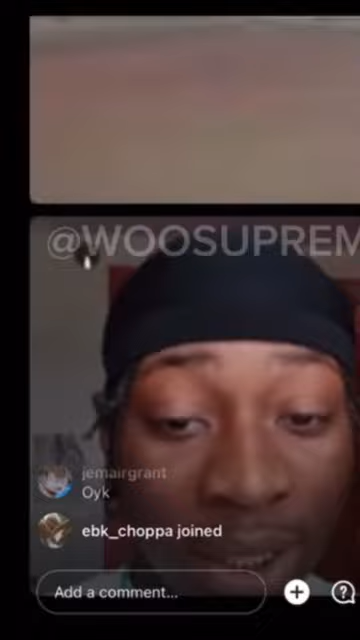 @WOOSUPREM
jemairgrant
Oyk
ebk_choppa joined
Add a comment...